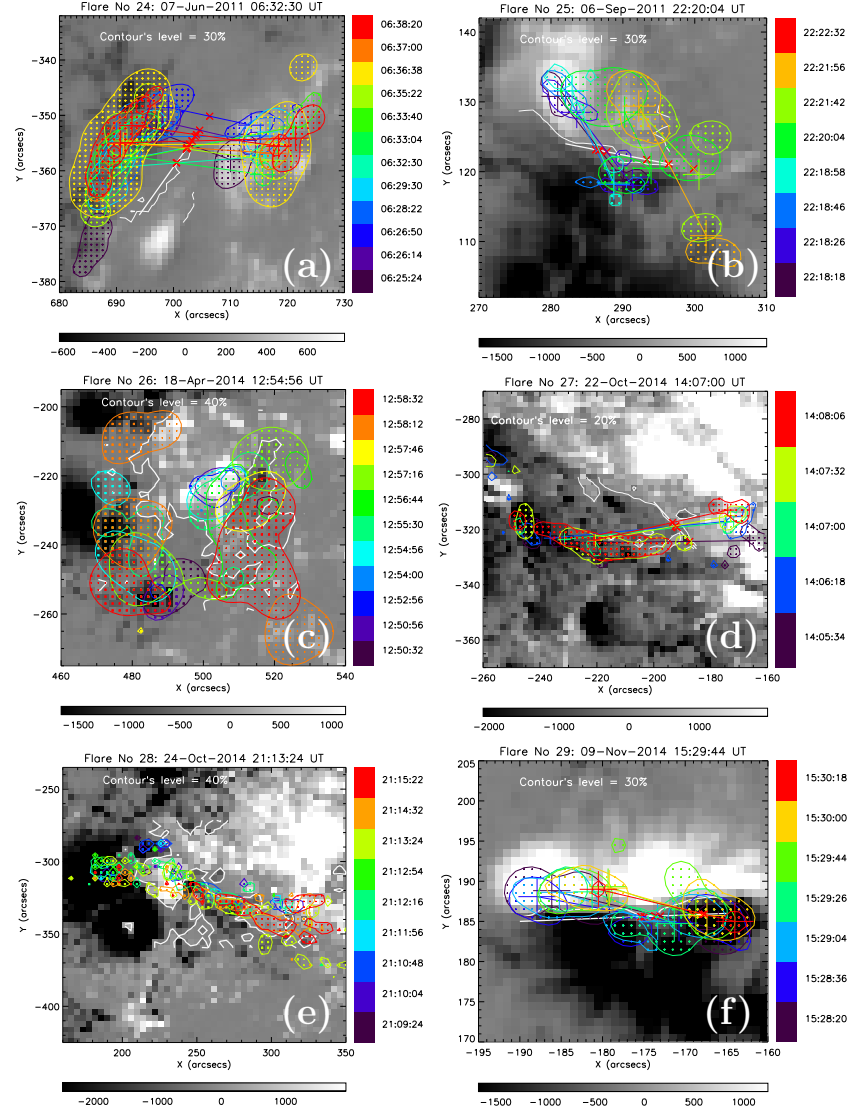 Flare No 24: 07-Jun-2011 06:32:30 UT
Contour's level = 30%
-340
-350
-360
-370
-380
Y (arcsecs)
680 690 700 710 720 730
X (arcsecs)
(a)
06:38:20
06:37:00
06:36:38
06:35:22
06:33:40
06:33:04
06:32:30
06:29:30
06:28:22
06:26:50
06:26:14
06:25:24
-600 -400 -200 0 200 400 600
Flare No 25: 06-Sep-2011 22:20:04 UT
Contour's level = 30%
140
130
120
110
Y (arcsecs)
270 280 290 300 310
X (arcsecs)
(b)
22:22:32
22:21:56
22:21:42
22:20:04
22:18:58
22:18:46
22:18:26
22:18:18
-1500 -1000 -500 0 500 1000
Flare No 26: 18-Apr-2014 12:54:56 UT
Contour's level = 40%
-200
-220
-240
-260
Y (arcsecs)
460 480 500 520 540
X (arcsecs)
(c)
12:58:32
12:58:12
12:57:46
12:57:16
12:56:44
12:55:30
12:54:56
12:54:00
12:52:56
12:50:56
12:50:32
-1500 -1000 -500 0 500 1000
Flare No 27: 22-Oct-2014 14:07:00 UT
Contour's level = 20%
-280
-300
-320
-340
-360
Y (arcsecs)
-260 -240 -220 -200 -180 -160
X (arcsecs)
(d)
14:08:06
14:07:32
14:07:00
14:06:18
14:05:34
-2000 -1000 0 1000
Flare No 28: 24-Oct-2014 21:13:24 UT
Contour's level = 40%
-250
-300
-350
-400
Y (arcsecs)
200 250 300 350
X (arcsecs)
(e)
21:15:22
21:14:32
21:13:24
21:12:54
21:12:16
21:11:56
21:10:48
21:10:04
21:09:24
-2000 -1000 0 1000
Flare No 29: 09-Nov-2014 15:29:44 UT
Contour's level = 30%
205
200
195
190
185
180
175
170
Y (arcsecs)
-195 -190 -185 -180 -175 -170 -165 -160
X (arcsecs)
(f)
15:30:18
15:30:00
15:29:44
15:29:26
15:29:04
15:28:36
15:28:20
-1500 -1000 -500 0 500 1000